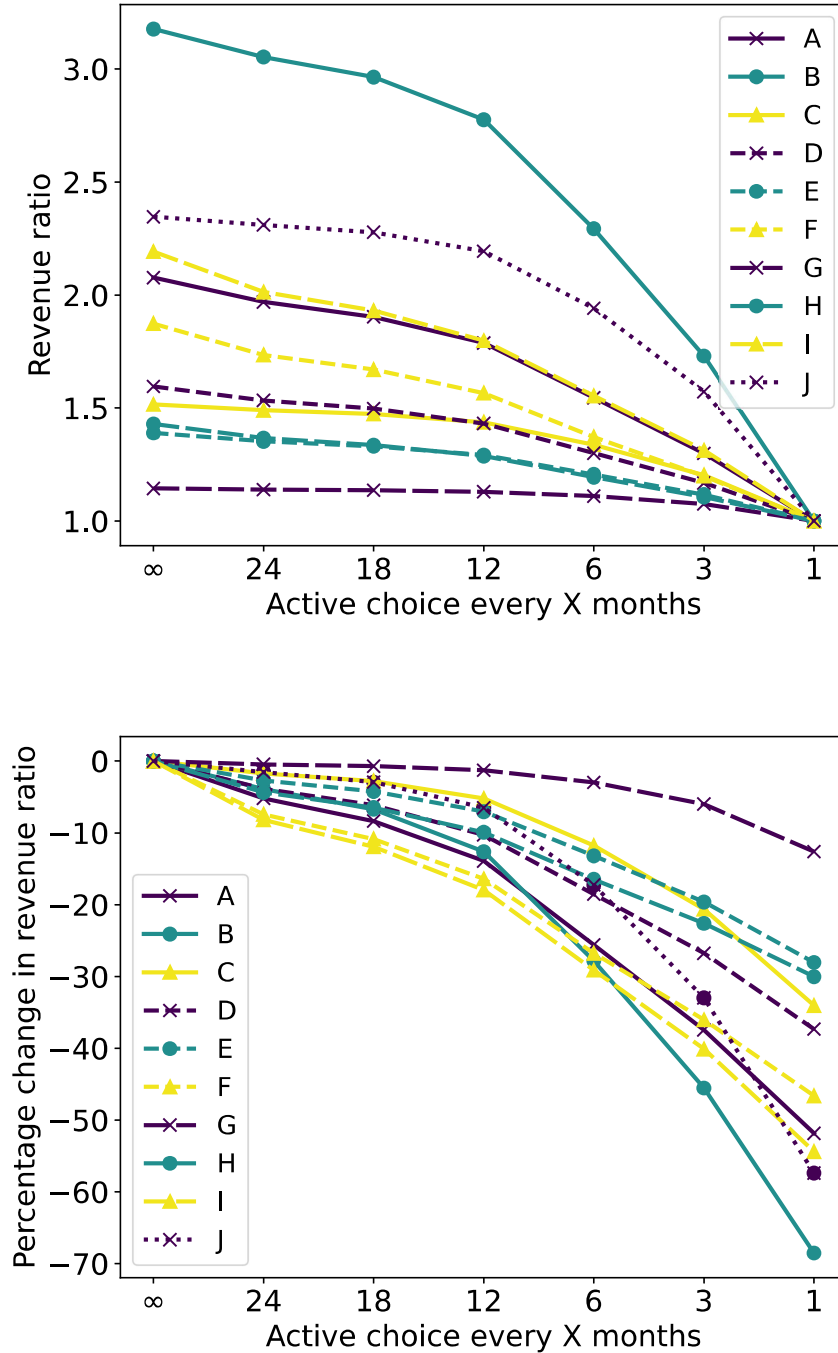 Revenue ratio
3.0
2.5
2.0
1.5
1.0
A
B
C
D
E
F
G
H
I
J
∞ 24 18 12 6 3 1
Active choice every X months
Percentage change in revenue ratio
0
−10
−20
−30
−40
−50
−60
−70
A
B
C
D
E
F
G
H
I
J
∞ 24 18 12 6 3 1
Active choice every X months